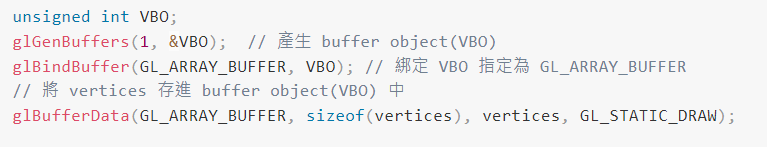 unsigned int VBO;
glGenBuffers(1, &VBO);  // 產生 buffer object(VBO)
glBindBuffer(GL_ARRAY_BUFFER, VBO); // 綁定 VBO 指定為 GL_ARRAY_BUFFER
// 將 vertices 存進 buffer object(VBO) 中
glBufferData(GL_ARRAY_BUFFER, sizeof(vertices), vertices, GL_STATIC_DRAW);